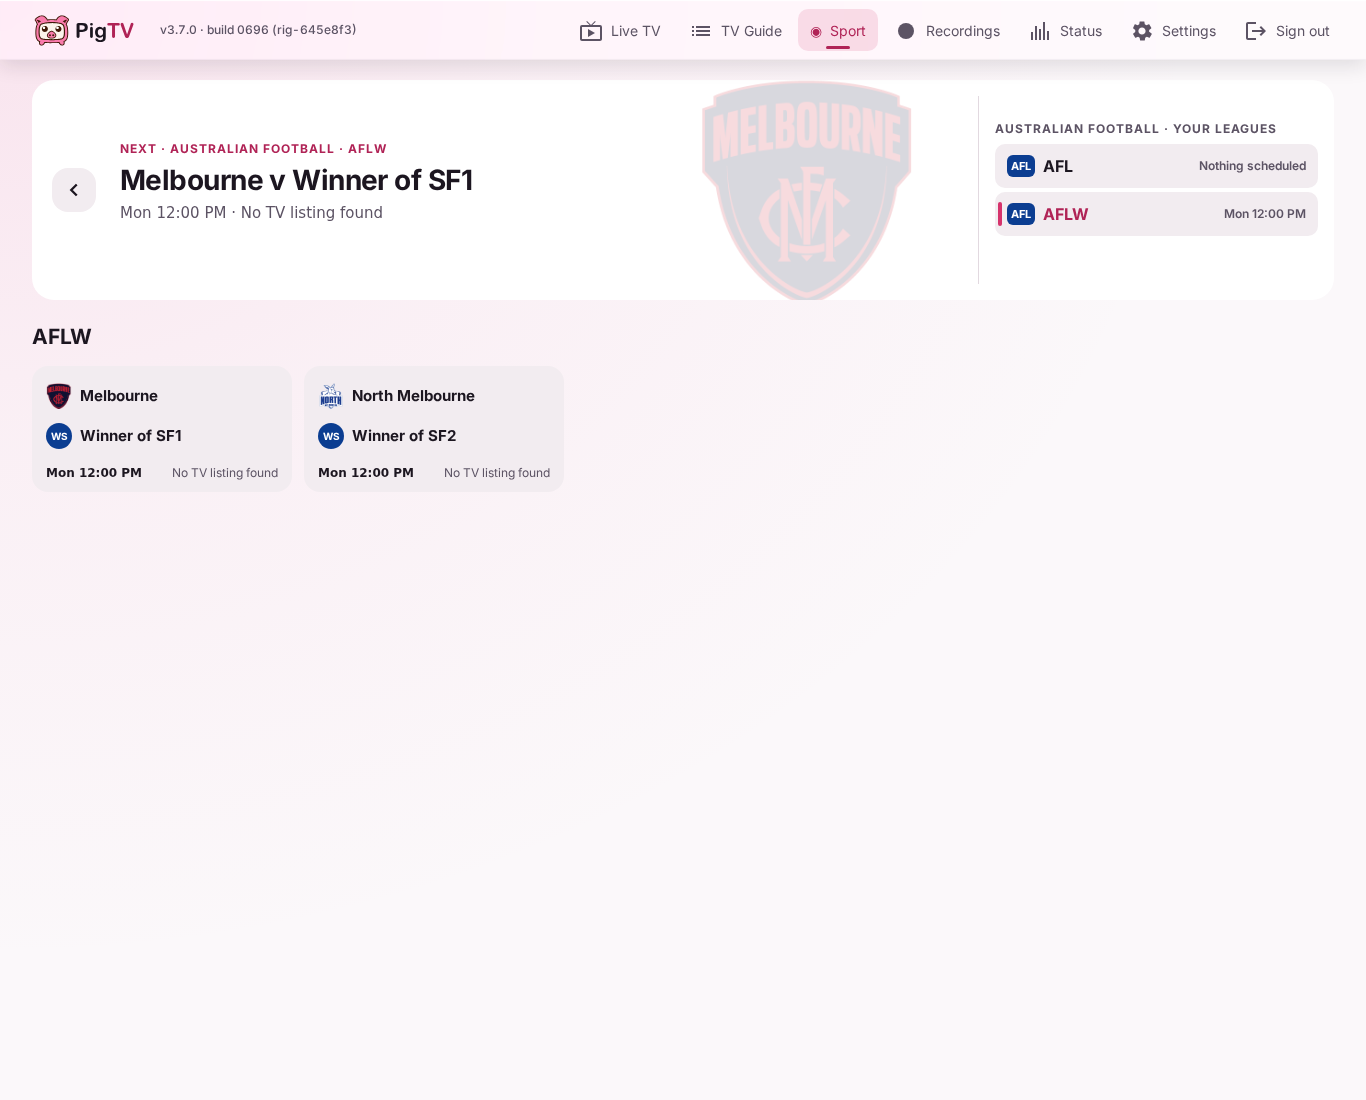 PigTV
v3.7.0 · build 0696 (rig-645e8f3)
Live TV
TV Guide
Sport
Recordings
Status
Settings
Sign out
NEXT · AUSTRALIAN FOOTBALL · AFLW
Melbourne v Winner of SF1
Mon 12:00 PM · No TV listing found
MELBOURNE
FMC
AUSTRALIAN FOOTBALL · YOUR LEAGUES
AFL AFL Nothing scheduled
AFL AFLW Mon 12:00 PM
AFLW
Melbourne
WS Winner of SF1
Mon 12:00 PM No TV listing found
NORTH North Melbourne
WS Winner of SF2
Mon 12:00 PM No TV listing found